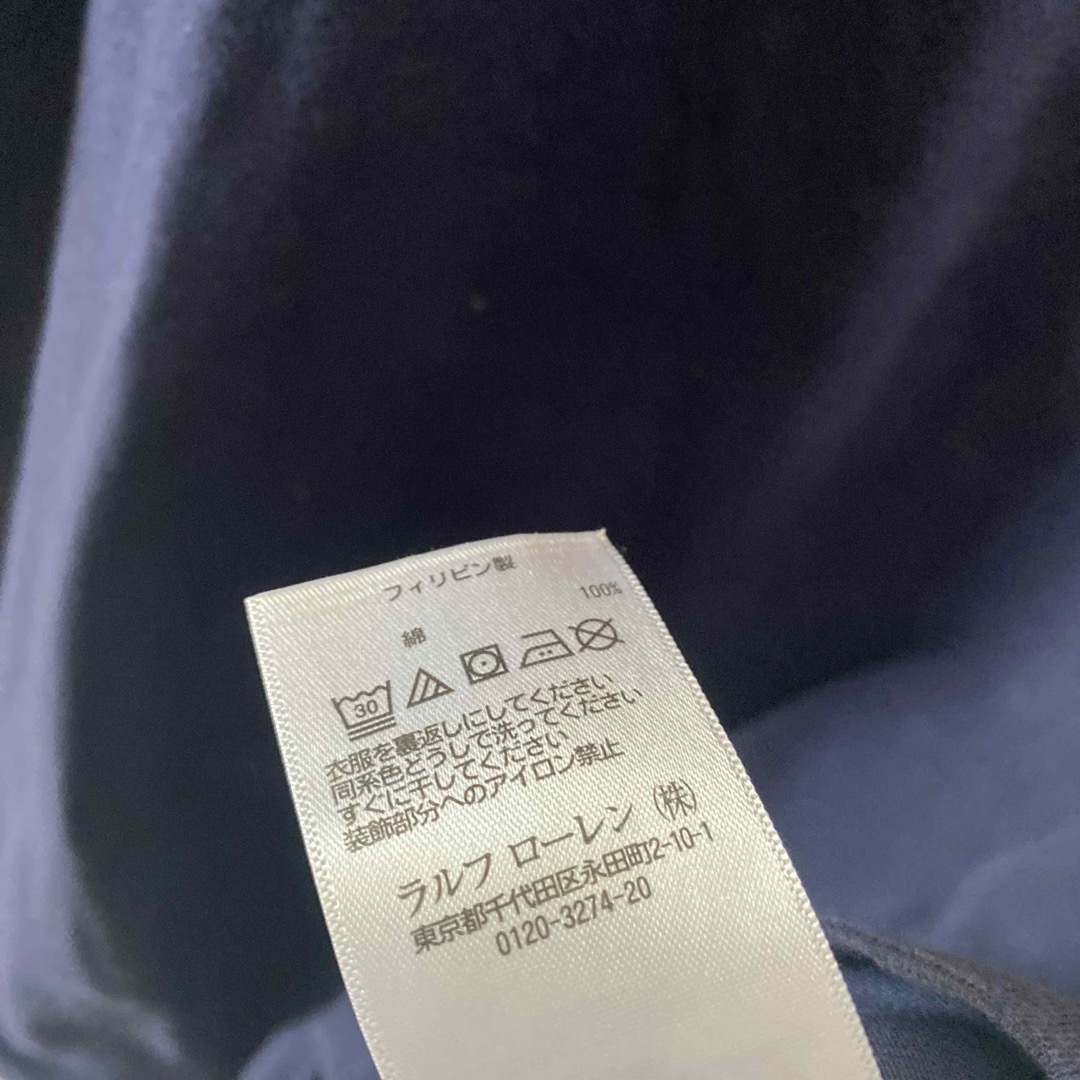 フィリピン製
綿 100%
30
衣服を裏返しにしてください
同系色どうしで洗ってください
すぐに干してください
装飾部分へのアイロン禁止
ラルフ ローレン (株)
東京都千代田区永田町2-10-1
0120-3274-20